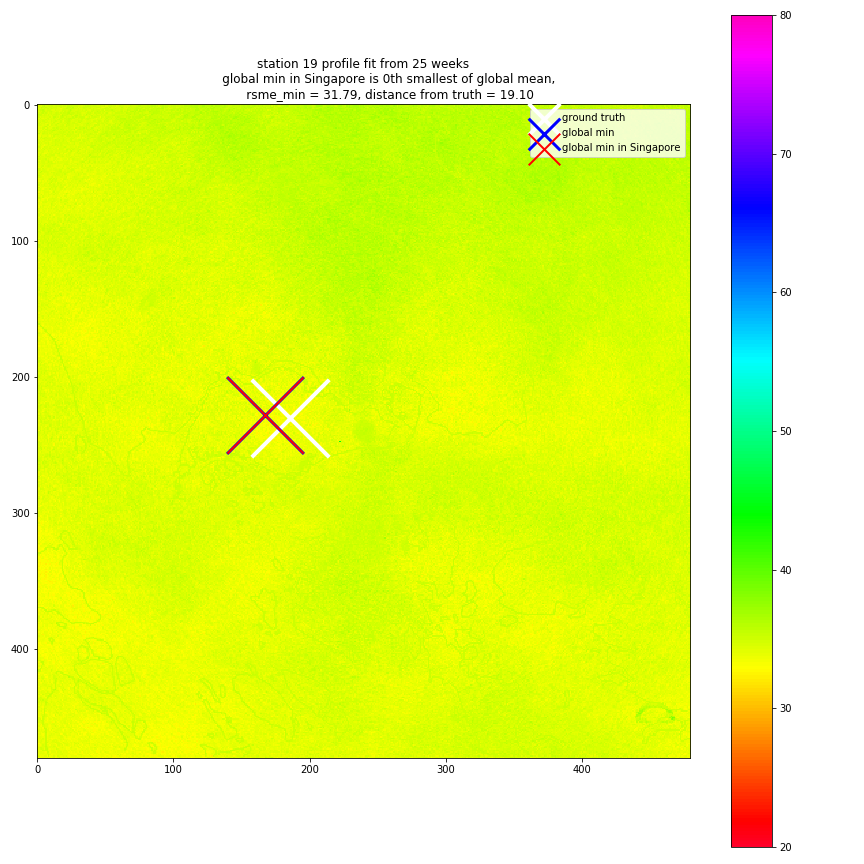 station 19 profile fit from 25 weeks
global min in Singapore is 0th smallest of global mean,
rsme_min = 31.79, distance from truth = 19.10
ground truth
global min
global min in Singapore
0
100
200
300
400
0
100
200
300
400
80
70
60
50
40
30
20